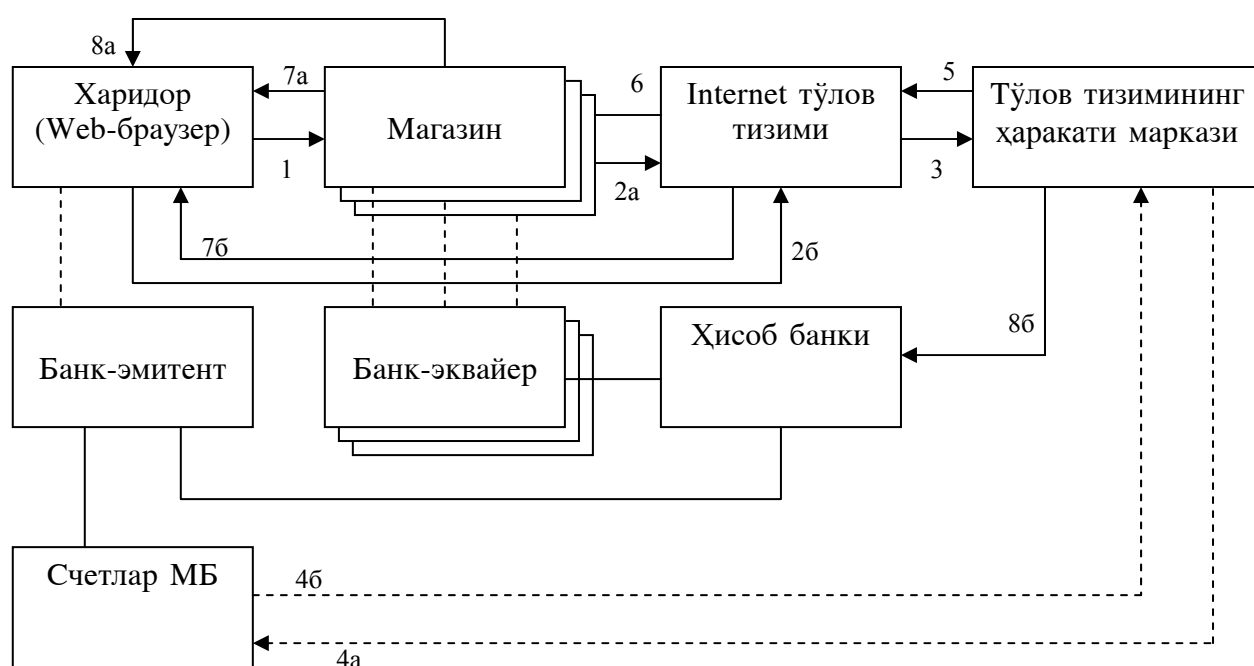 8а
Харидор
(Web-браузер)
7а
1
Магазин
6
2а
Internet тўлов
тизими
5
3
Тўлов тизимининг
ҳаракати маркази
7б
2б
8б
Банк-эмитент
Банк-эквайер
Ҳисоб банки
Счетлар МБ
4б
4а